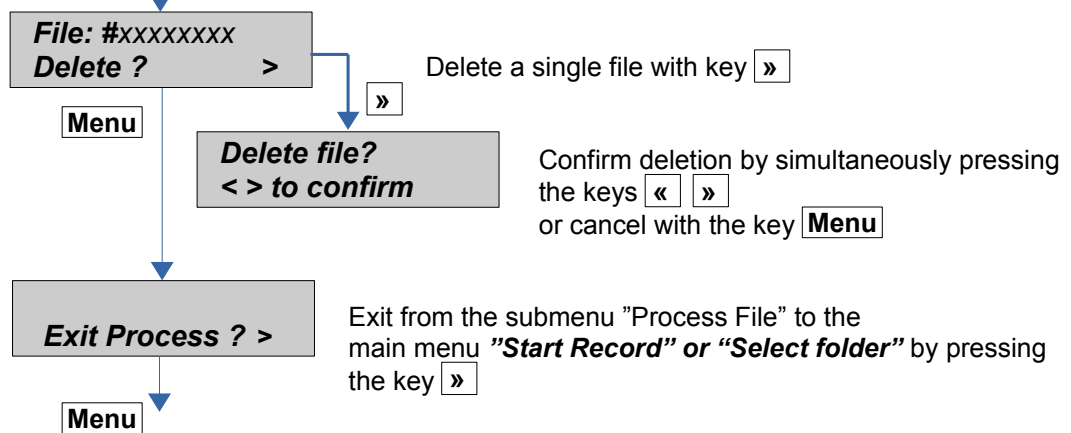 File: #xxxxxxxxx
Delete ? >
Delete a single file with key »
»
Menu
Delete file?
< > to confirm
Confirm deletion by simultaneously pressing
the keys « »
or cancel with the key Menu
Exit Process ? >
Exit from the submenu ”Process File” to the
main menu ”Start Record” or “Select folder” by pressing
the key »
Menu